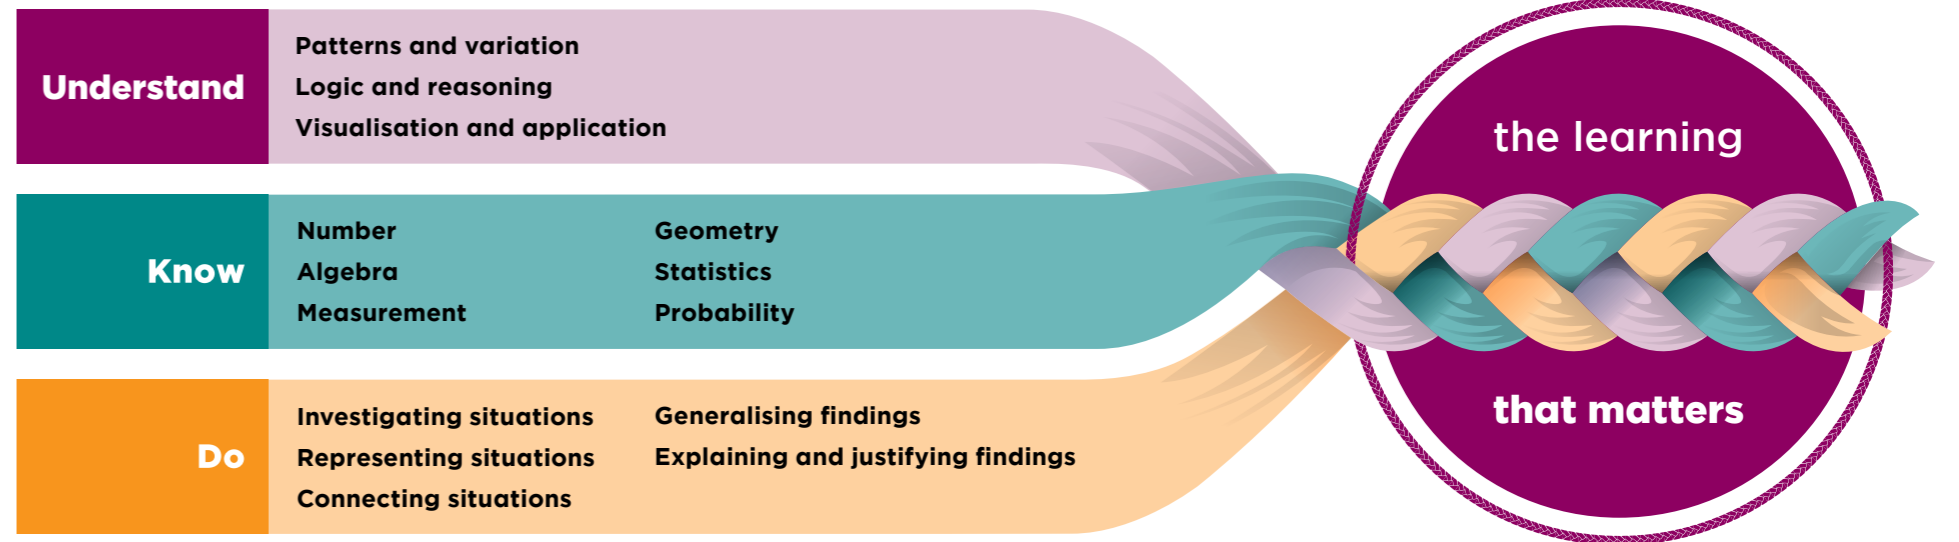 Understand
Patterns and variation
Logic and reasoning
Visualisation and application
Know
Number
Algebra
Measurement
Geometry
Statistics
Probability
Do
Investigating situations
Representing situations
Connecting situations
Generalising findings
Explaining and justifying findings
the learning
that matters